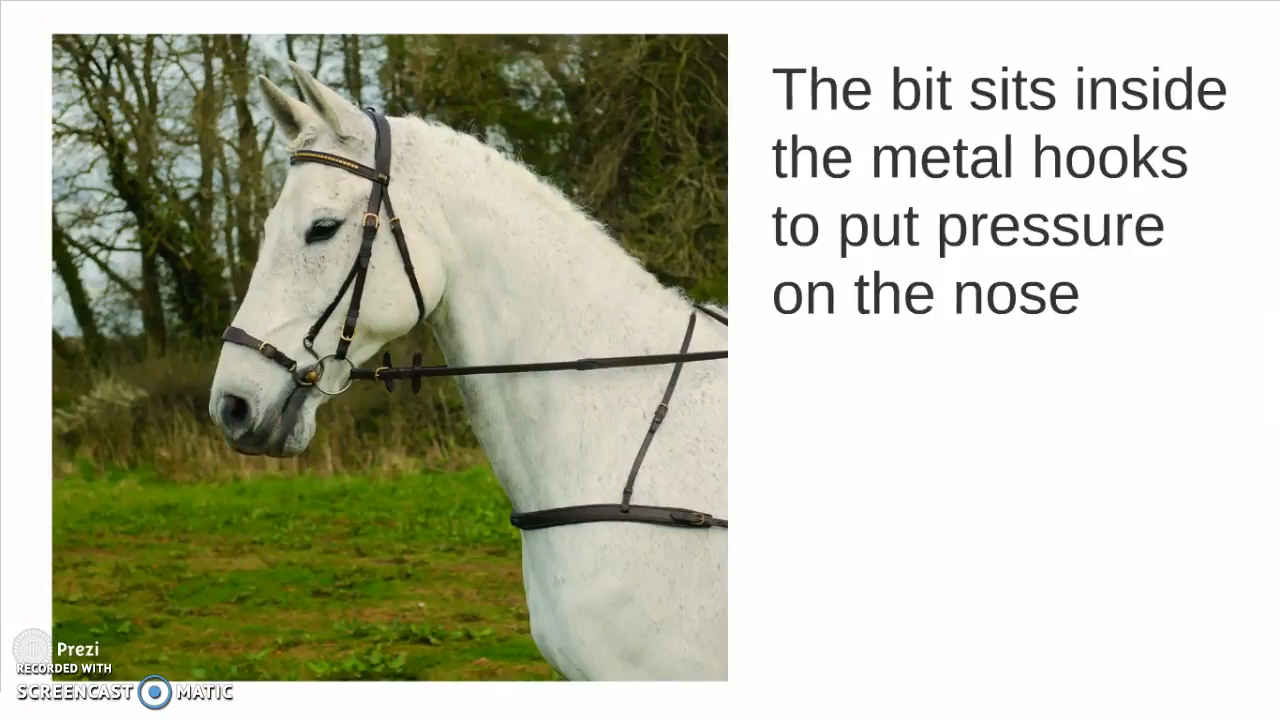 The bit sits inside
the metal hooks
to put pressure
on the nose
Prezi
RECORDED WITH
SCREENCAST MATIC